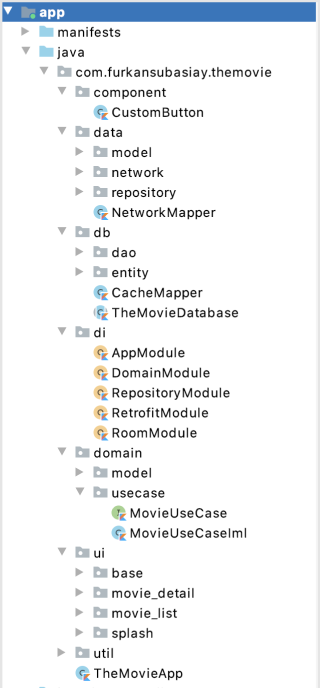 app
manifests
java
com.furkansubasiay.themovie
component
CustomButton
data
model
network
repository
NetworkMapper
db
dao
entity
CacheMapper
TheMovieDatabase
di
AppModule
DomainModule
RepositoryModule
RetrofitModule
RoomModule
domain
model
usecase
MovieUseCase
MovieUseCaseIml
ui
base
movie_detail
movie_list
splash
util
TheMovieApp